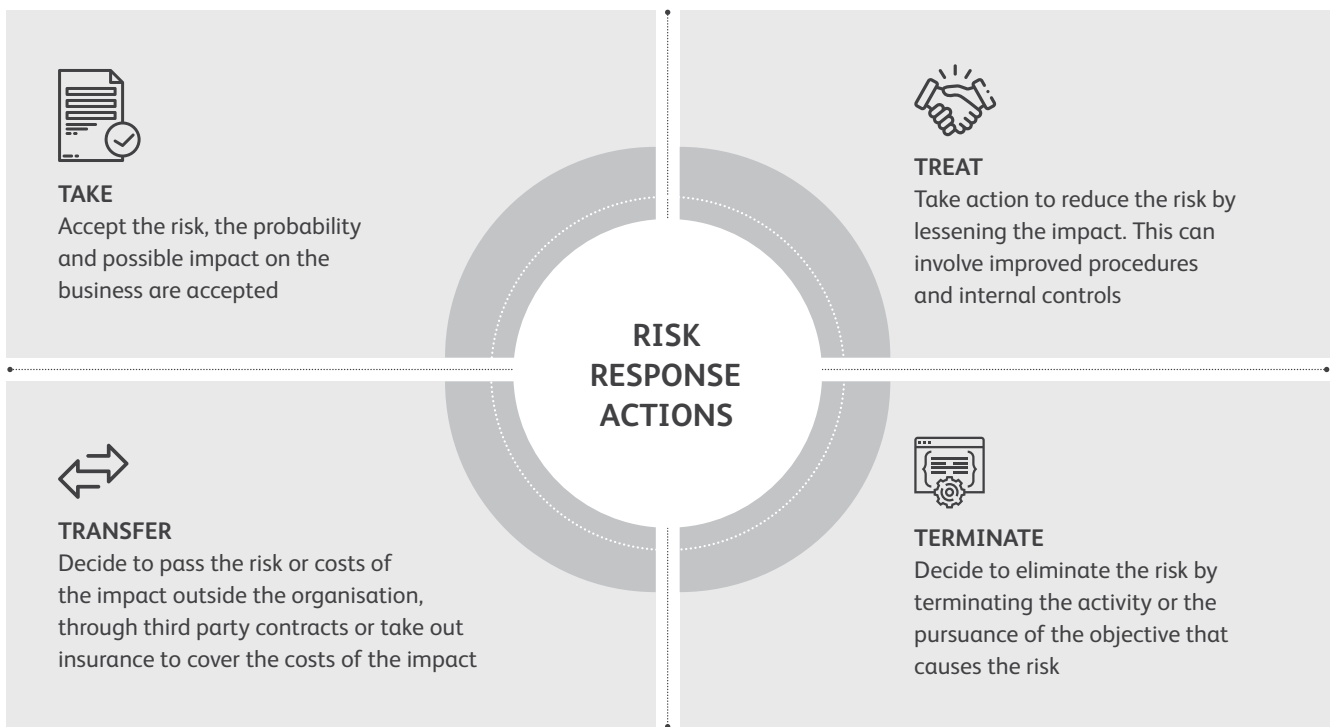 TAKE
Accept the risk, the probability
and possible impact on the
business are accepted
TREAT
Take action to reduce the risk by
lessening the impact. This can
involve improved procedures
and internal controls
RISK
RESPONSE
ACTIONS
TRANSFER
Decide to pass the risk or costs of
the impact outside the organisation,
through third party contracts or take out
insurance to cover the costs of the impact
TERMINATE
Decide to eliminate the risk by
terminating the activity or the
pursuance of the objective that
causes the risk